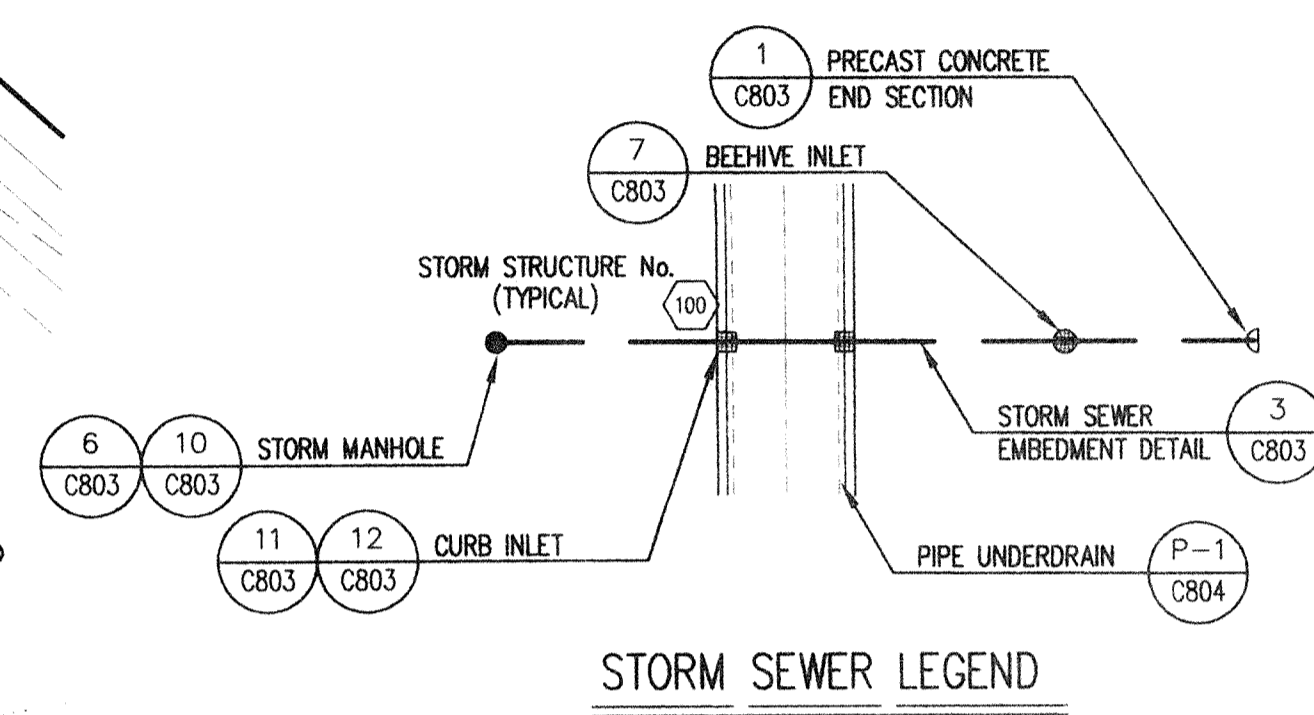 1
C803
PRECAST CONCRETE
END SECTION
7
C803
BEEHIVE INLET
STORM STRUCTURE No.
(TYPICAL)
100
6
C803
10
C803
STORM MANHOLE
STORM SEWER
EMBEDMENT DETAIL
3
C803
11
C803
12
C803
CURB INLET
PIPE UNDERDRAIN
P-1
C804
STORM SEWER LEGEND